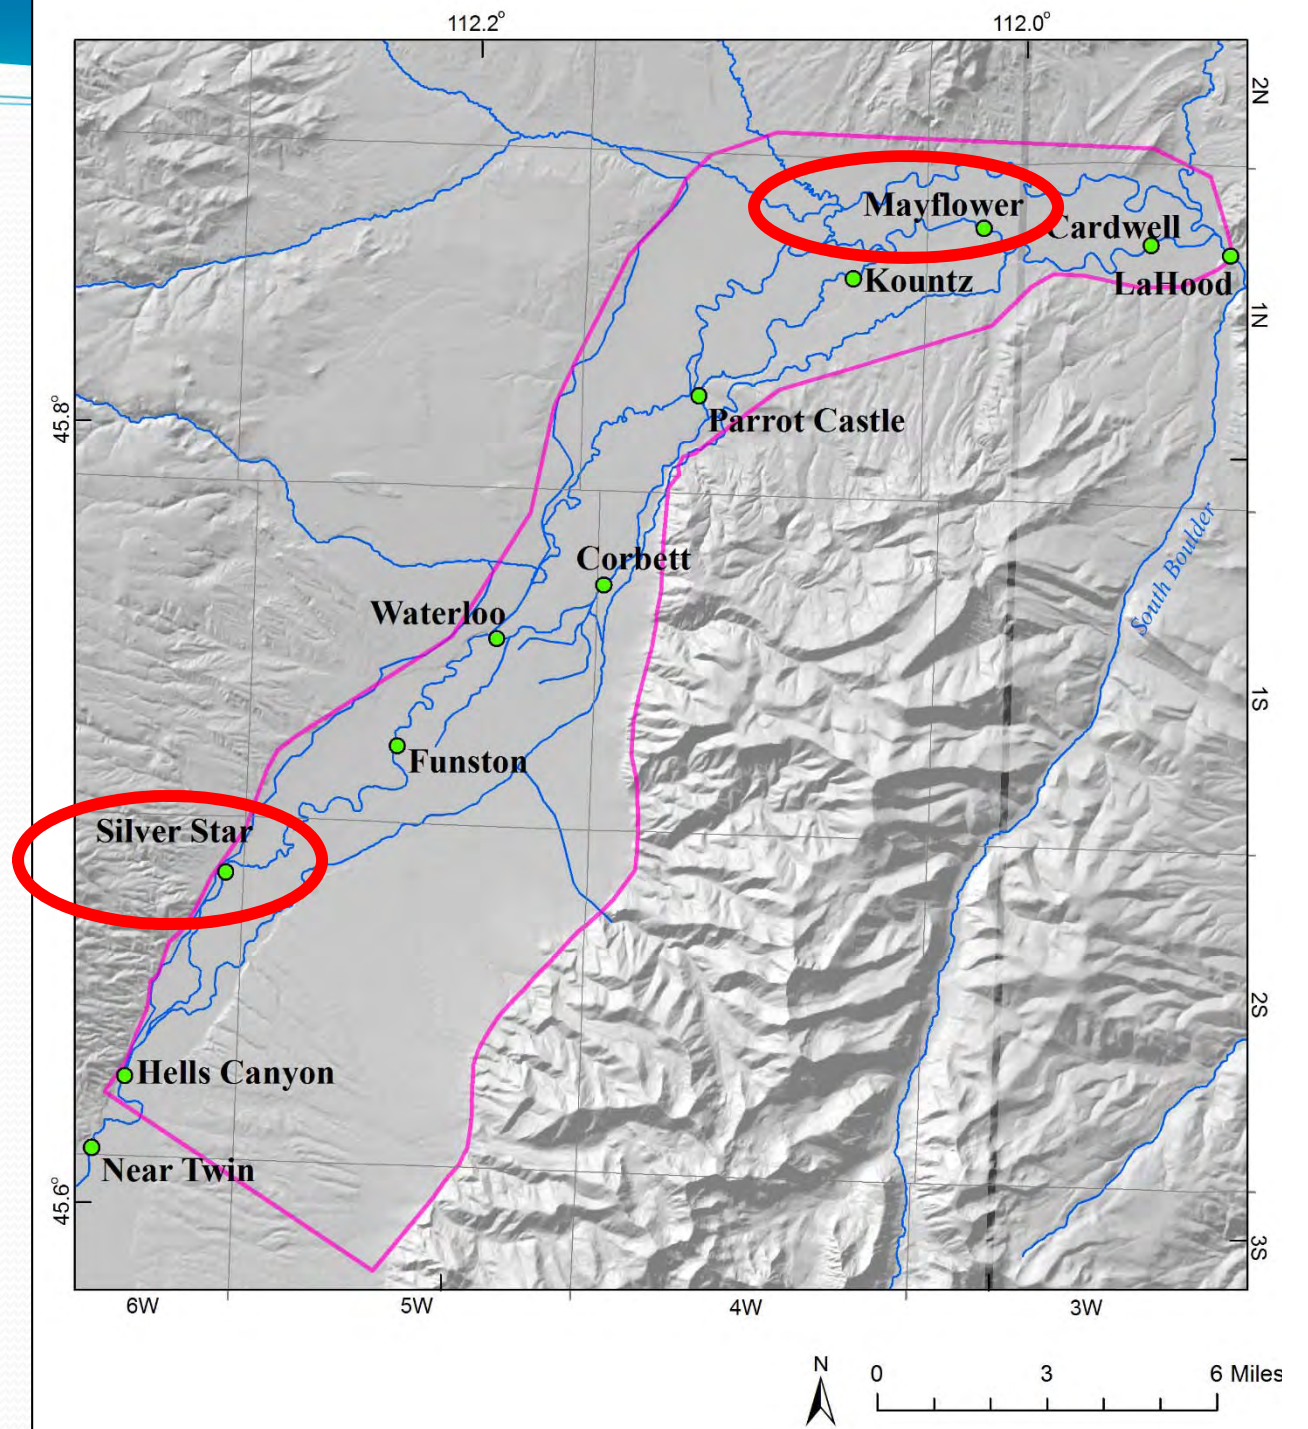 112.2°
112.0°
2N
Mayflower
Cardwell
Kountz
LaHood
1N
45.8°
Parrot Castle
South Boulder
Corbett
Waterloo
1S
Funston
Silver Star
2S
Hells Canyon
Near Twin
45.6°
3S
6W
5W
4W
3W
N
0
3
6 Miles